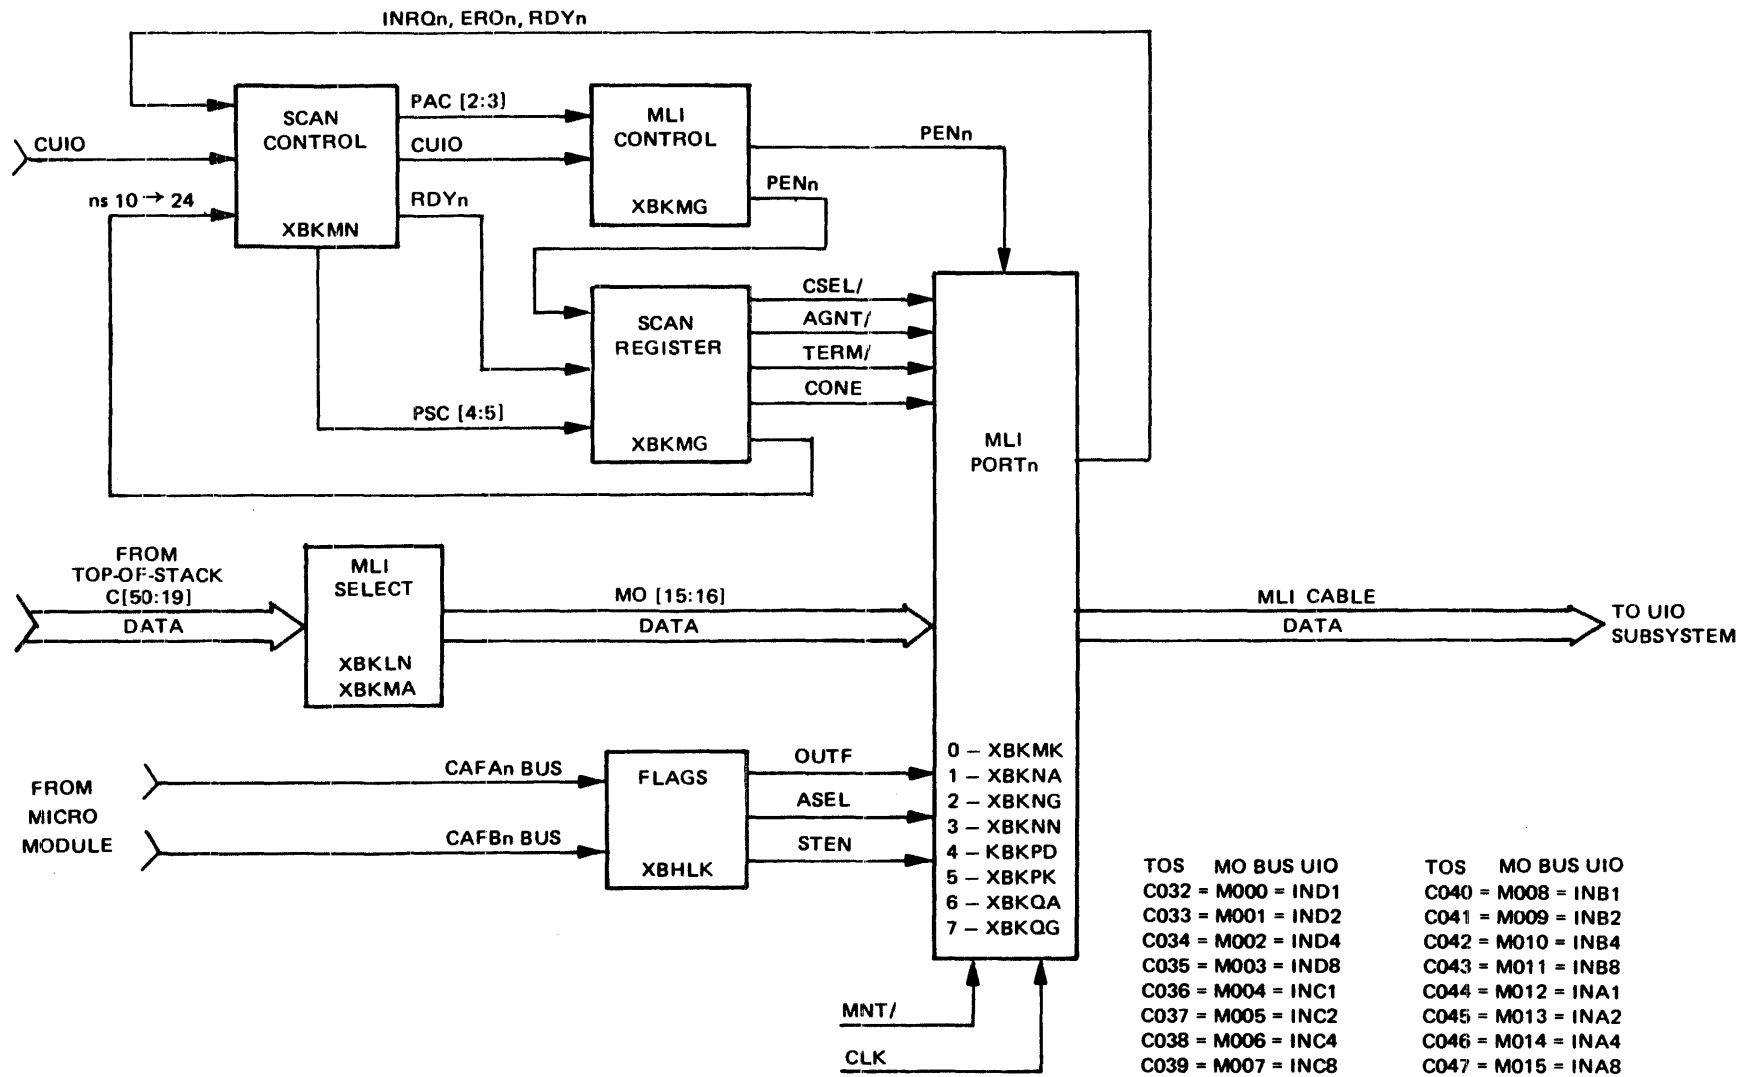 INRQn, ERQn, RDYn
SCAN
CONTROL
XBKMN
CUIO
ns 10 → 24
PAC [2:3]
CUIO
RDYn
MLI
CONTROL
XBKMG
PENn
PENn
SCAN
REGISTER
XBKMG
PSC [4:5]
CSEL/
AGNT/
TERM/
CONE
MLI
PORTn
FROM
TOP-OF-STACK
C[50:19]
DATA
MLI
SELECT
XBKLN
XBKMA
MO [15:16]
DATA
MLI CABLE
DATA
TO UIO
SUBSYSTEM
FROM
MICRO
MODULE
CAFAn BUS
CAFBn BUS
FLAGS
XBHLK
OUTF
ASEL
STEN
0 – XBKMK
1 – XBKNA
2 – XBKNG
3 – XBKNN
4 – KBKPD
5 – XBKPK
6 – XBKQA
7 – XBKQG
MNT/
CLK
TOS MO BUS UIO
C032 = M000 = IND1
C033 = M001 = IND2
C034 = M002 = IND4
C035 = M003 = IND8
C036 = M004 = INC1
C037 = M005 = INC2
C038 = M006 = INC4
C039 = M007 = INC8
TOS MO BUS UIO
C040 = M008 = INB1
C041 = M009 = INB2
C042 = M010 = INB4
C043 = M011 = INB8
C044 = M012 = INA1
C045 = M013 = INA2
C046 = M014 = INA4
C047 = M015 = INA8